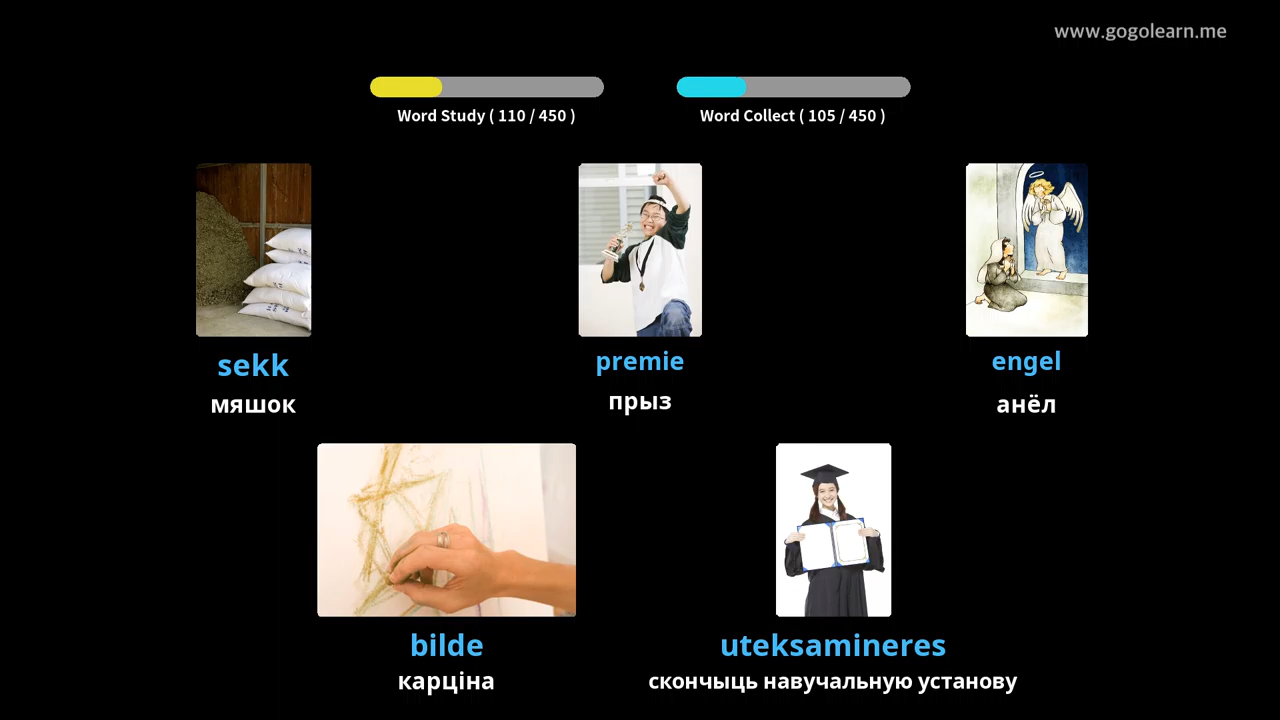 www.gogolearn.me
Word Study ( 110 / 450 )
Word Collect ( 105 / 450 )
sekk
мяшок
premie
прыз
engel
анёл
bilde
карціна
uteksamineres
скончыць навучальную установу